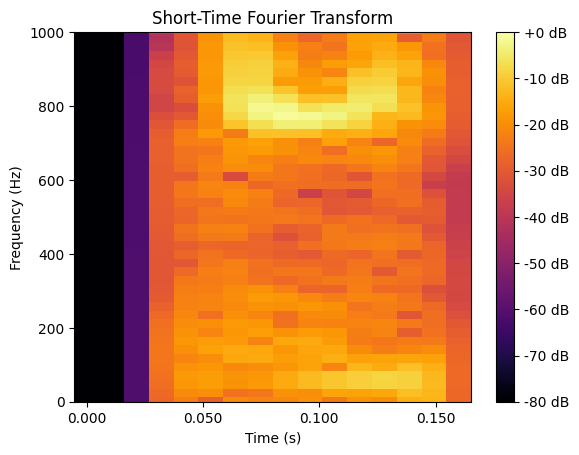 Short-Time Fourier Transform
1000
800
600
400
200
0
Frequency (Hz)
0.000
0.050
0.100
0.150
Time (s)
+0 dB
-10 dB
-20 dB
-30 dB
-40 dB
-50 dB
-60 dB
-70 dB
-80 dB